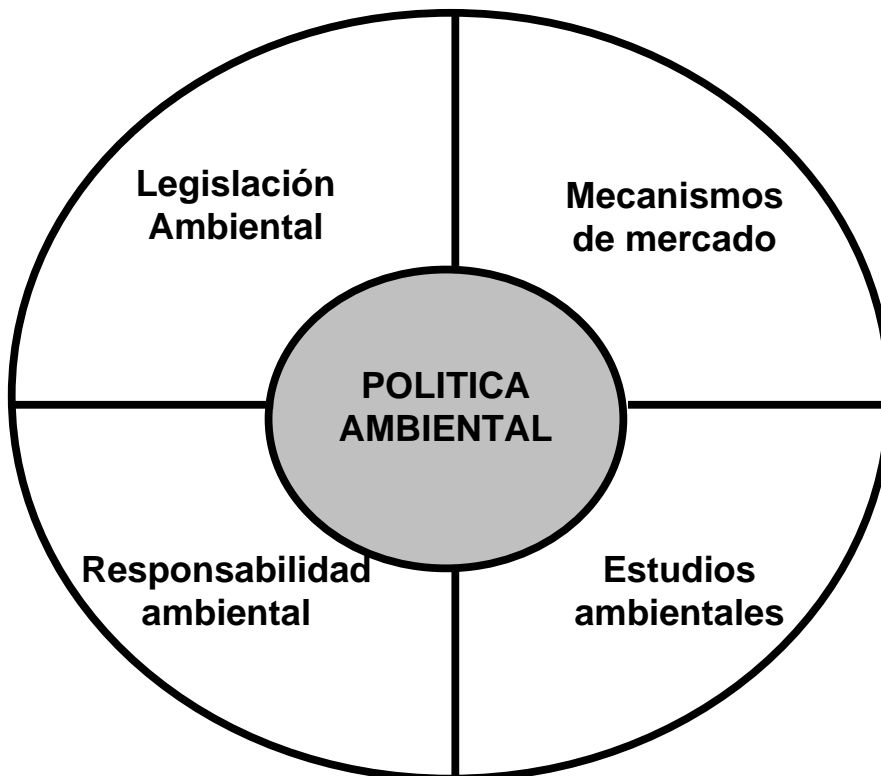 Legislación
Ambiental
Mecanismos
de mercado
POLITICA
AMBIENTAL
Responsabilidad
ambiental
Estudios
ambientales